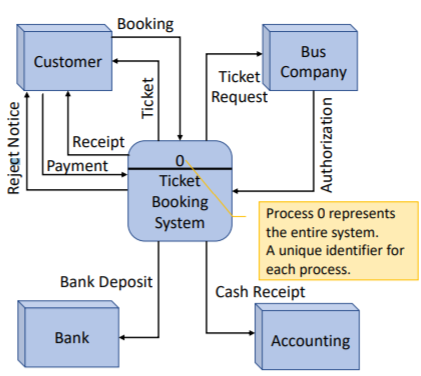 Booking
Customer
Bus
Company
Ticket
Ticket
Request
Reject Notice
Receipt
Payment
Authorization
0
Ticket
Booking
System
Process 0 represents
the entire system.
A unique identifier for
each process.
Bank Deposit
Cash Receipt
Bank
Accounting